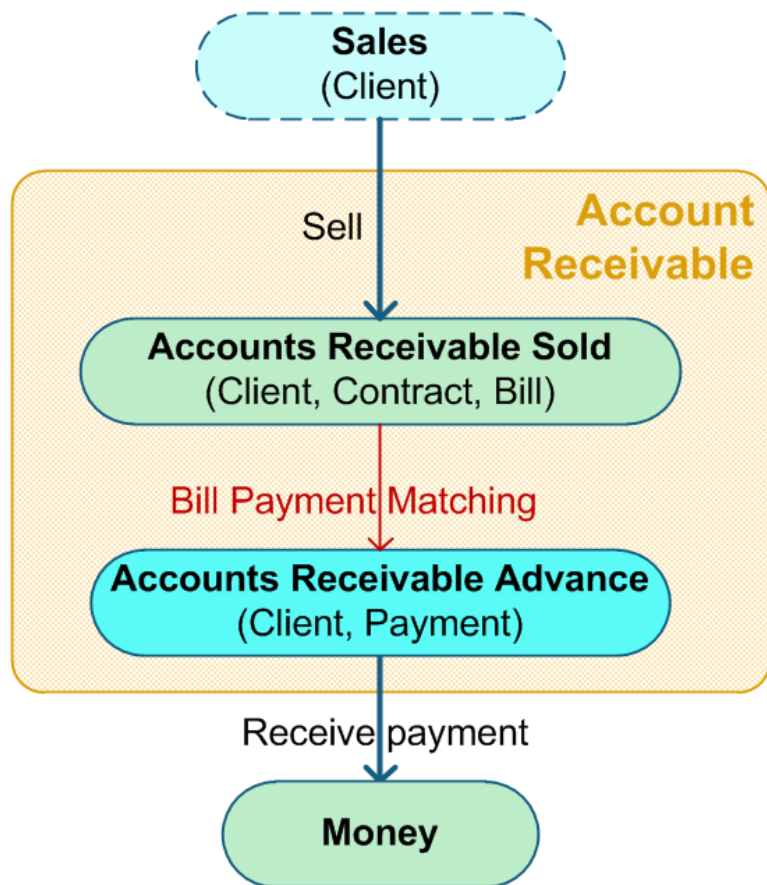 Sales
(Client)
Account
Receivable
Sell
Accounts Receivable Sold
(Client, Contract, Bill)
Bill Payment Matching
Accounts Receivable Advance
(Client, Payment)
Receive payment
Money